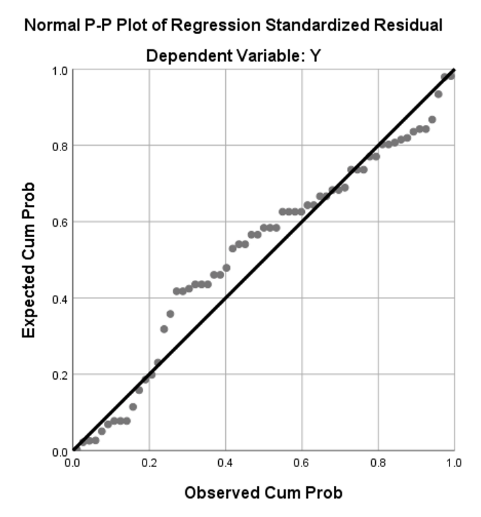 Normal P-P Plot of Regression Standardized Residual
Dependent Variable: Y
1.0
0.8
0.6
0.4
0.2
0.0
Expected Cum Prob
0.0 0.2 0.4 0.6 0.8 1.0
Observed Cum Prob